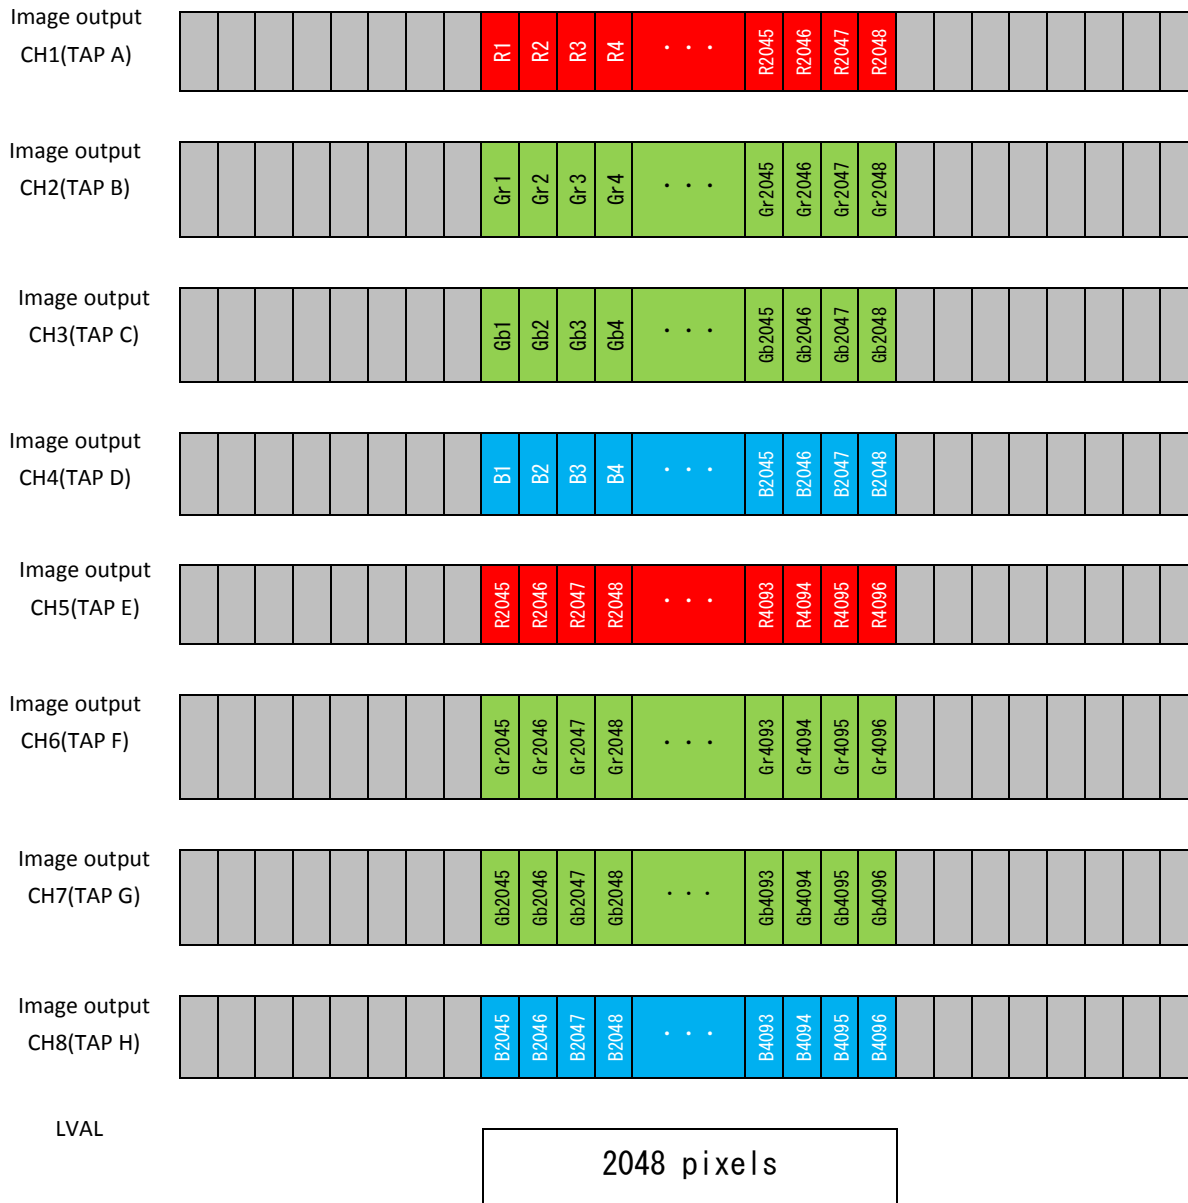 Image output
CH1(TAP A)
R1 R2 R3 R4 ・・・ R2045 R2046 R2047 R2048
Image output
CH2(TAP B)
Gr1 Gr2 Gr3 Gr4 ・・・ Gr2045 Gr2046 Gr2047 Gr2048
Image output
CH3(TAP C)
Gb1 Gb2 Gb3 Gb4 ・・・ Gb2045 Gb2046 Gb2047 Gb2048
Image output
CH4(TAP D)
B1 B2 B3 B4 ・・・ B2045 B2046 B2047 B2048
Image output
CH5(TAP E)
R2045 R2046 R2047 R2048 ・・・ R4093 R4094 R4095 R4096
Image output
CH6(TAP F)
Gr2045 Gr2046 Gr2047 Gr2048 ・・・ Gr4093 Gr4094 Gr4095 Gr4096
Image output
CH7(TAP G)
Gb2045 Gb2046 Gb2047 Gb2048 ・・・ Gb4093 Gb4094 Gb4095 Gb4096
Image output
CH8(TAP H)
B2045 B2046 B2047 B2048 ・・・ B4093 B4094 B4095 B4096
LVAL
2048 pixels